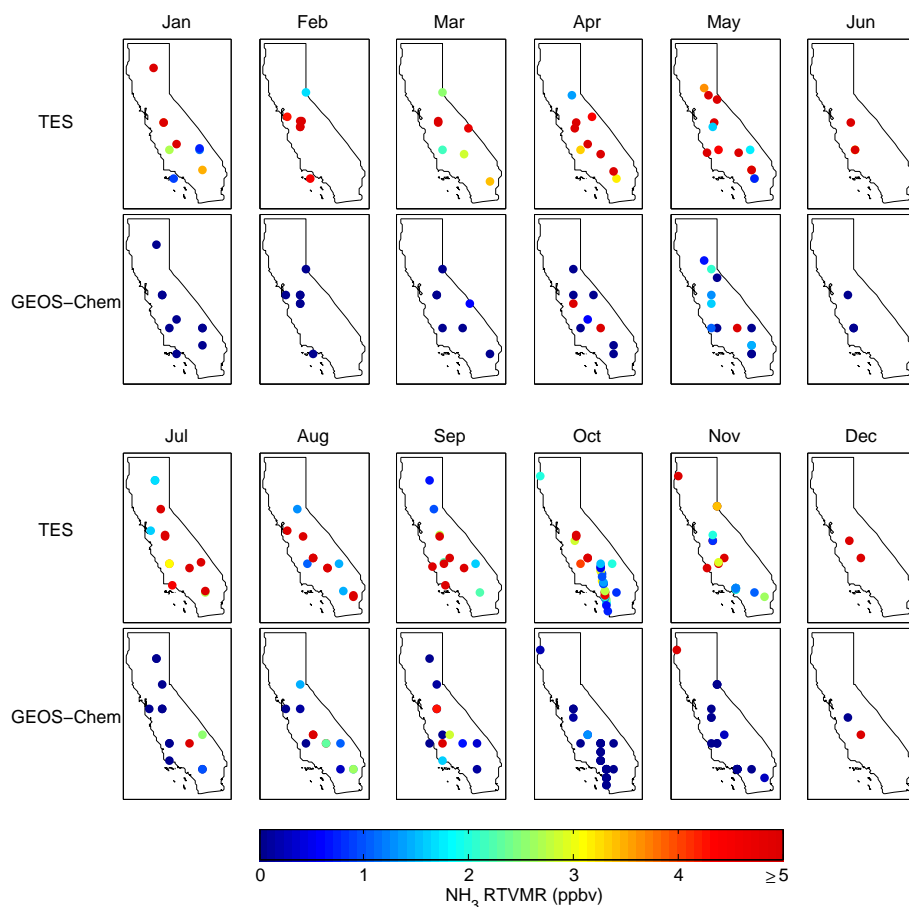 Jan Feb Mar Apr May Jun
TES
GEOS−Chem
Jul Aug Sep Oct Nov Dec
TES
GEOS−Chem
0 1 2 3 4 ≥5
NH3 RTVMR (ppbv)